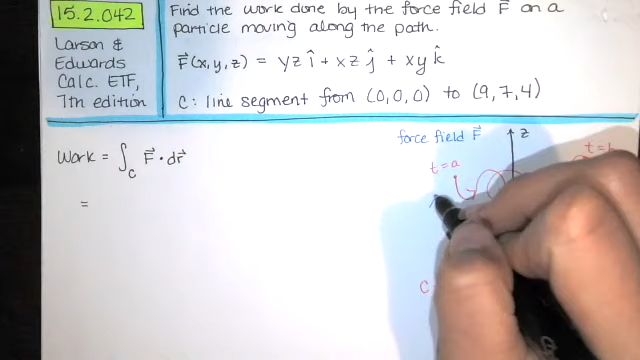 15.2.042
Larson &
Edwards
Calc. ETF,
7th edition
Find the work done by the force field F⃗ on a
particle moving along the path.
F⃗(x,y,z) = yz î + xz ĵ + xy k̂
C: line segment from (0,0,0) to (9,7,4)
Work = ∫_C F⃗ · dr⃗
=
force field F⃗
z
t=a
t=b
C